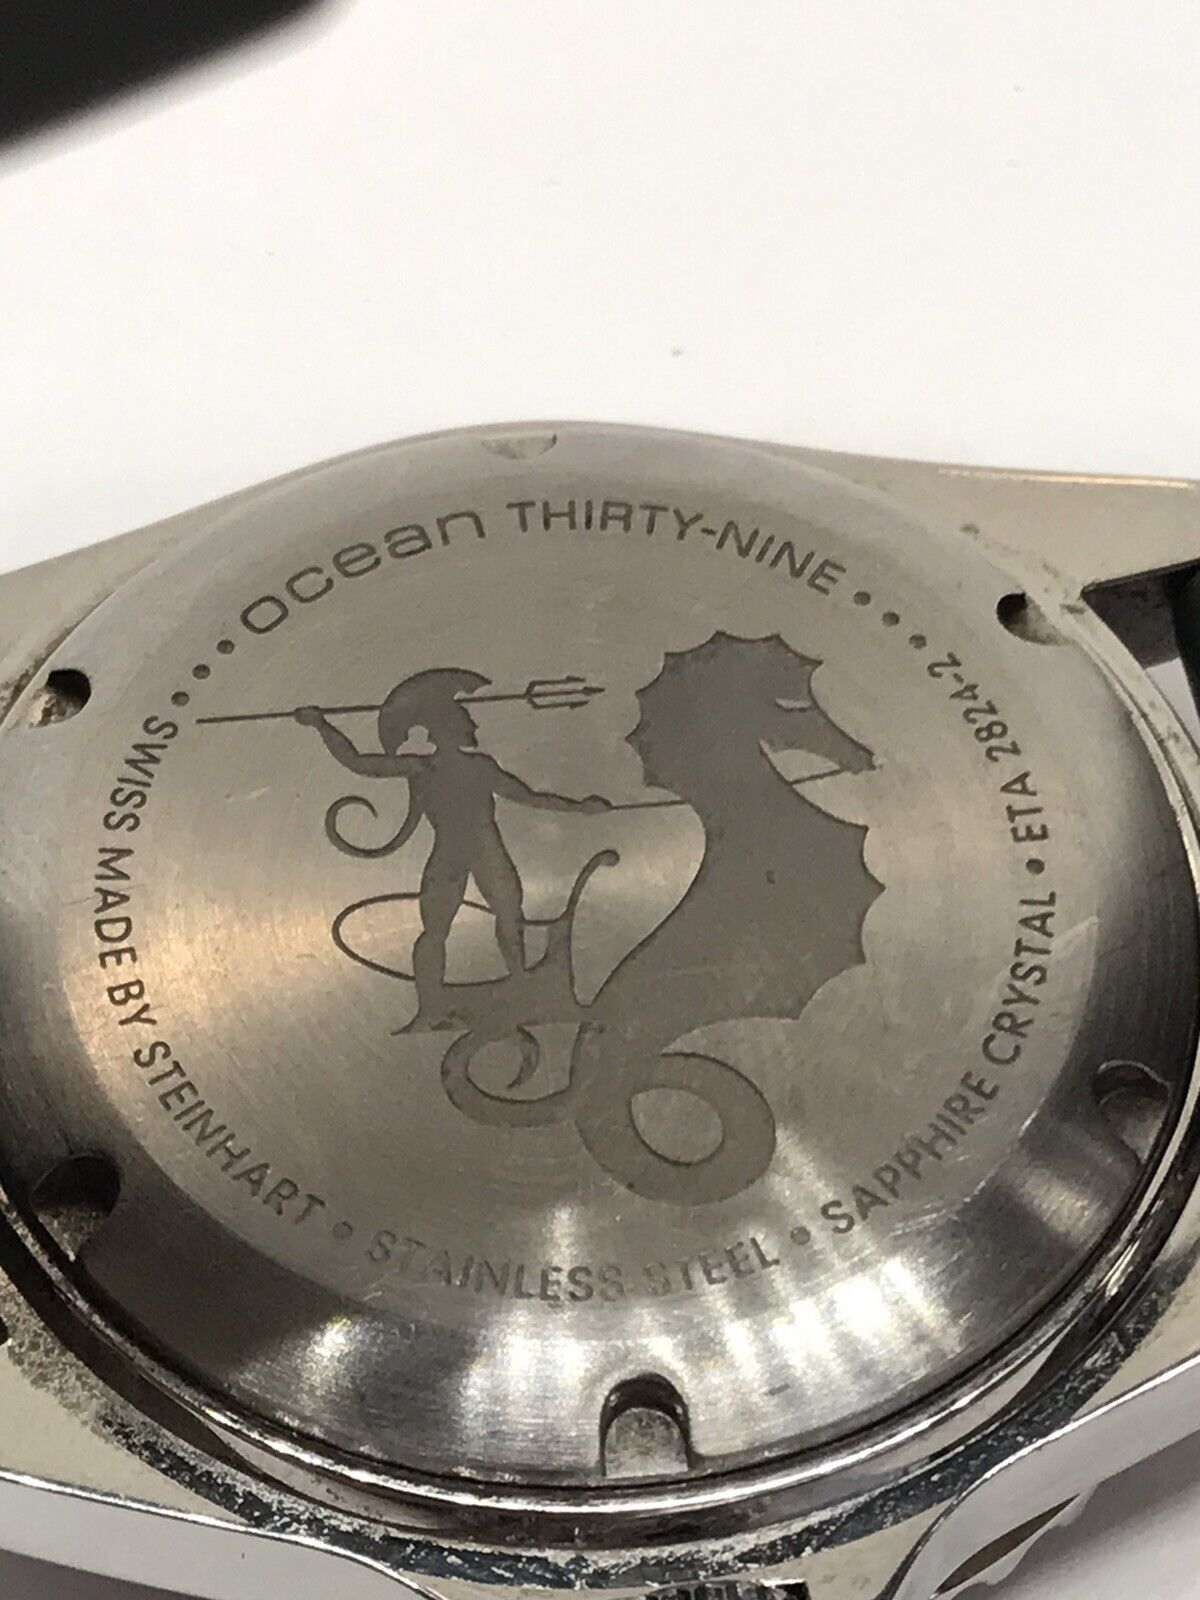 ocean THIRTY-NINE
SWISS MADE BY STEINHART • STAINLESS STEEL • SAPPHIRE CRYSTAL • ETA 2824-2